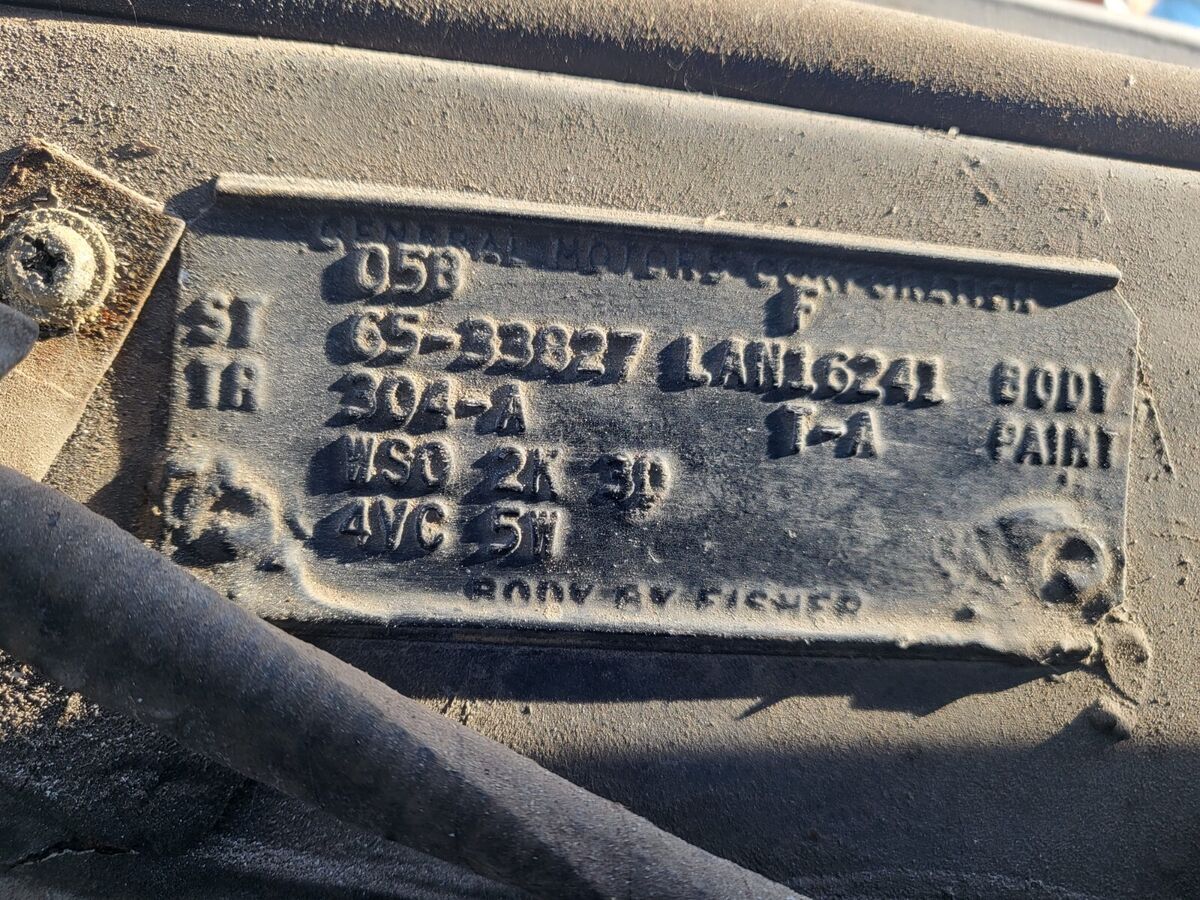 GENERAL MOTORS CORPORATION
05B F
ST 65-33827 LAN16241 BODY
TR 304-A T-A PAINT
WSO 2K 3D
4VC 5W
BODY BY FISHER